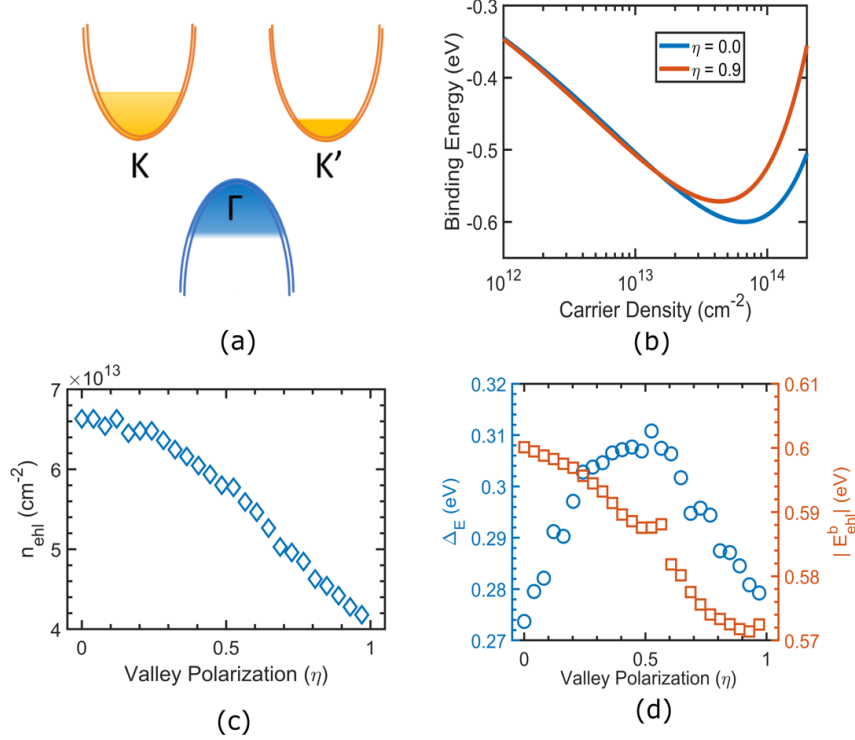 K
K'
Γ
(a)
-0.3
-0.4
-0.5
-0.6
Binding Energy (eV)
η = 0.0
η = 0.9
10^12
10^13
10^14
Carrier Density (cm^-2)
(b)
×10^13
7
6
5
4
n_ehl (cm^-2)
0
0.5
1
Valley Polarization (η)
(c)
0.32
0.31
0.3
0.29
0.28
0.27
Δ_E (eV)
0.61
0.6
0.59
0.58
0.57
| E^b_ehl | (eV)
0
0.5
1
Valley Polarization (η)
(d)